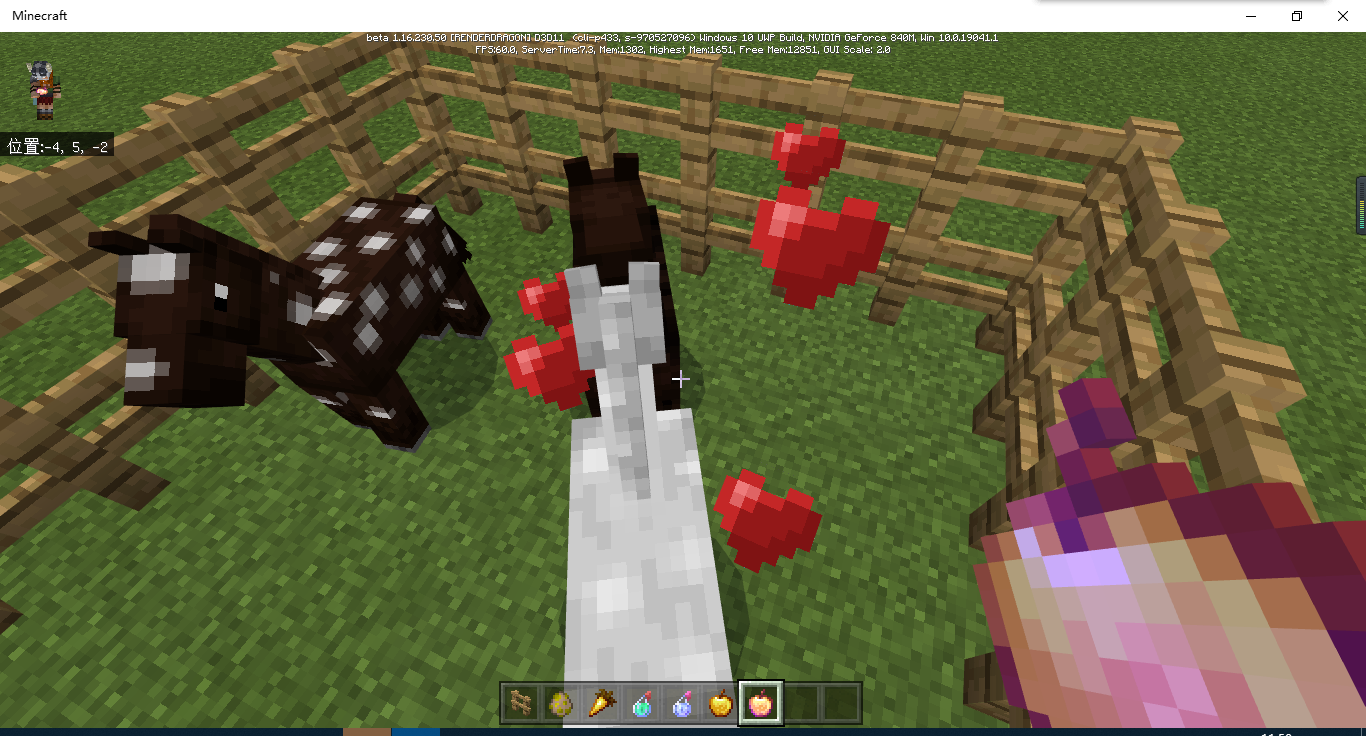 Minecraft
beta 1.16.230.50 [RENDERDRAGON] D3D11 (cli-p433, s-970527096) Windows 10 UWP Build, NVIDIA GeForce 840M, Win 10.0.19041.1
FPS:60.0, ServerTime:7.3, Mem:1302, Highest Mem:1651, Free Mem:12851, GUI Scale: 2.0
位置:-4, 5, -2